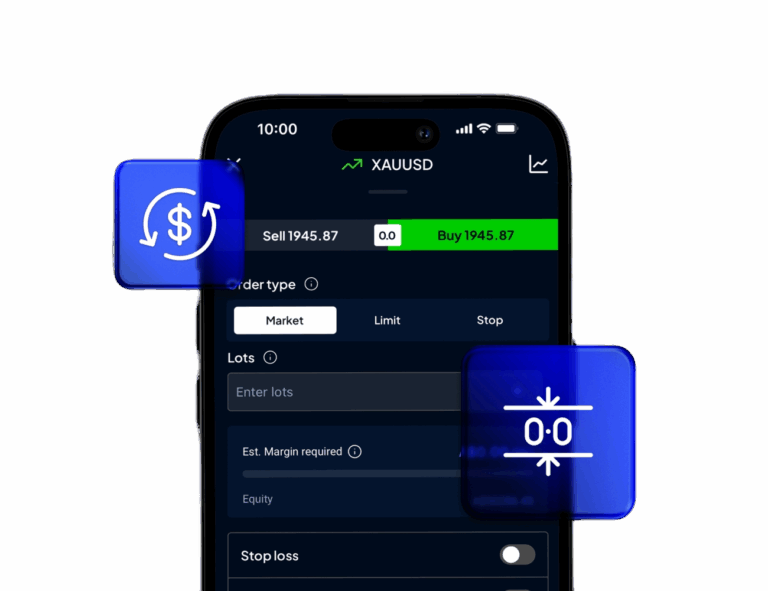 10:00
XAUUSD
Sell 1945.87 0.0 Buy 1945.87
Order type
Market Limit Stop
Lots
Enter lots
0·0
Est. Margin required
Equity
Stop loss